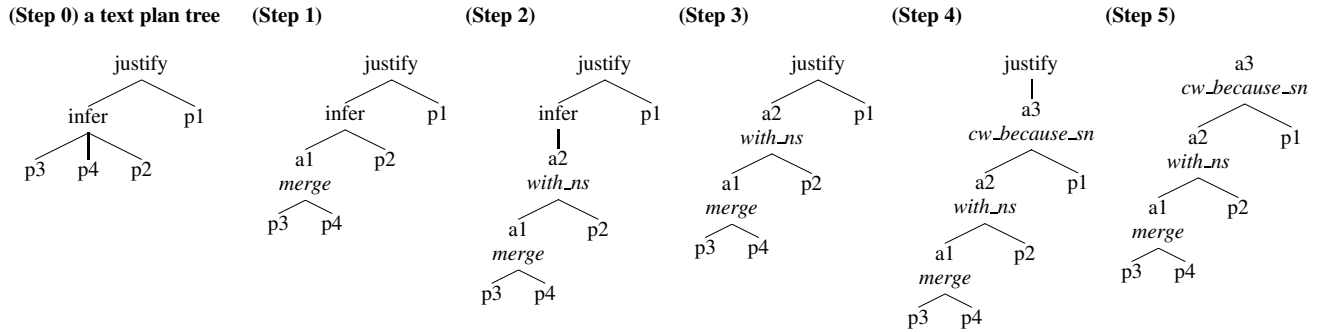 (Step 0) a text plan tree
justify
infer
p1
p3 p4 p2
(Step 1)
justify
infer
p1
a1
p2
merge
p3 p4
(Step 2)
justify
infer
p1
a2
with_ns
a1
p2
merge
p3 p4
(Step 3)
justify
a2
p1
with_ns
a1
p2
merge
p3 p4
(Step 4)
justify
a3
cw_because_sn
a2
p1
with_ns
a1
p2
merge
p3 p4
(Step 5)
a3
cw_because_sn
a2
p1
with_ns
a1
p2
merge
p3 p4